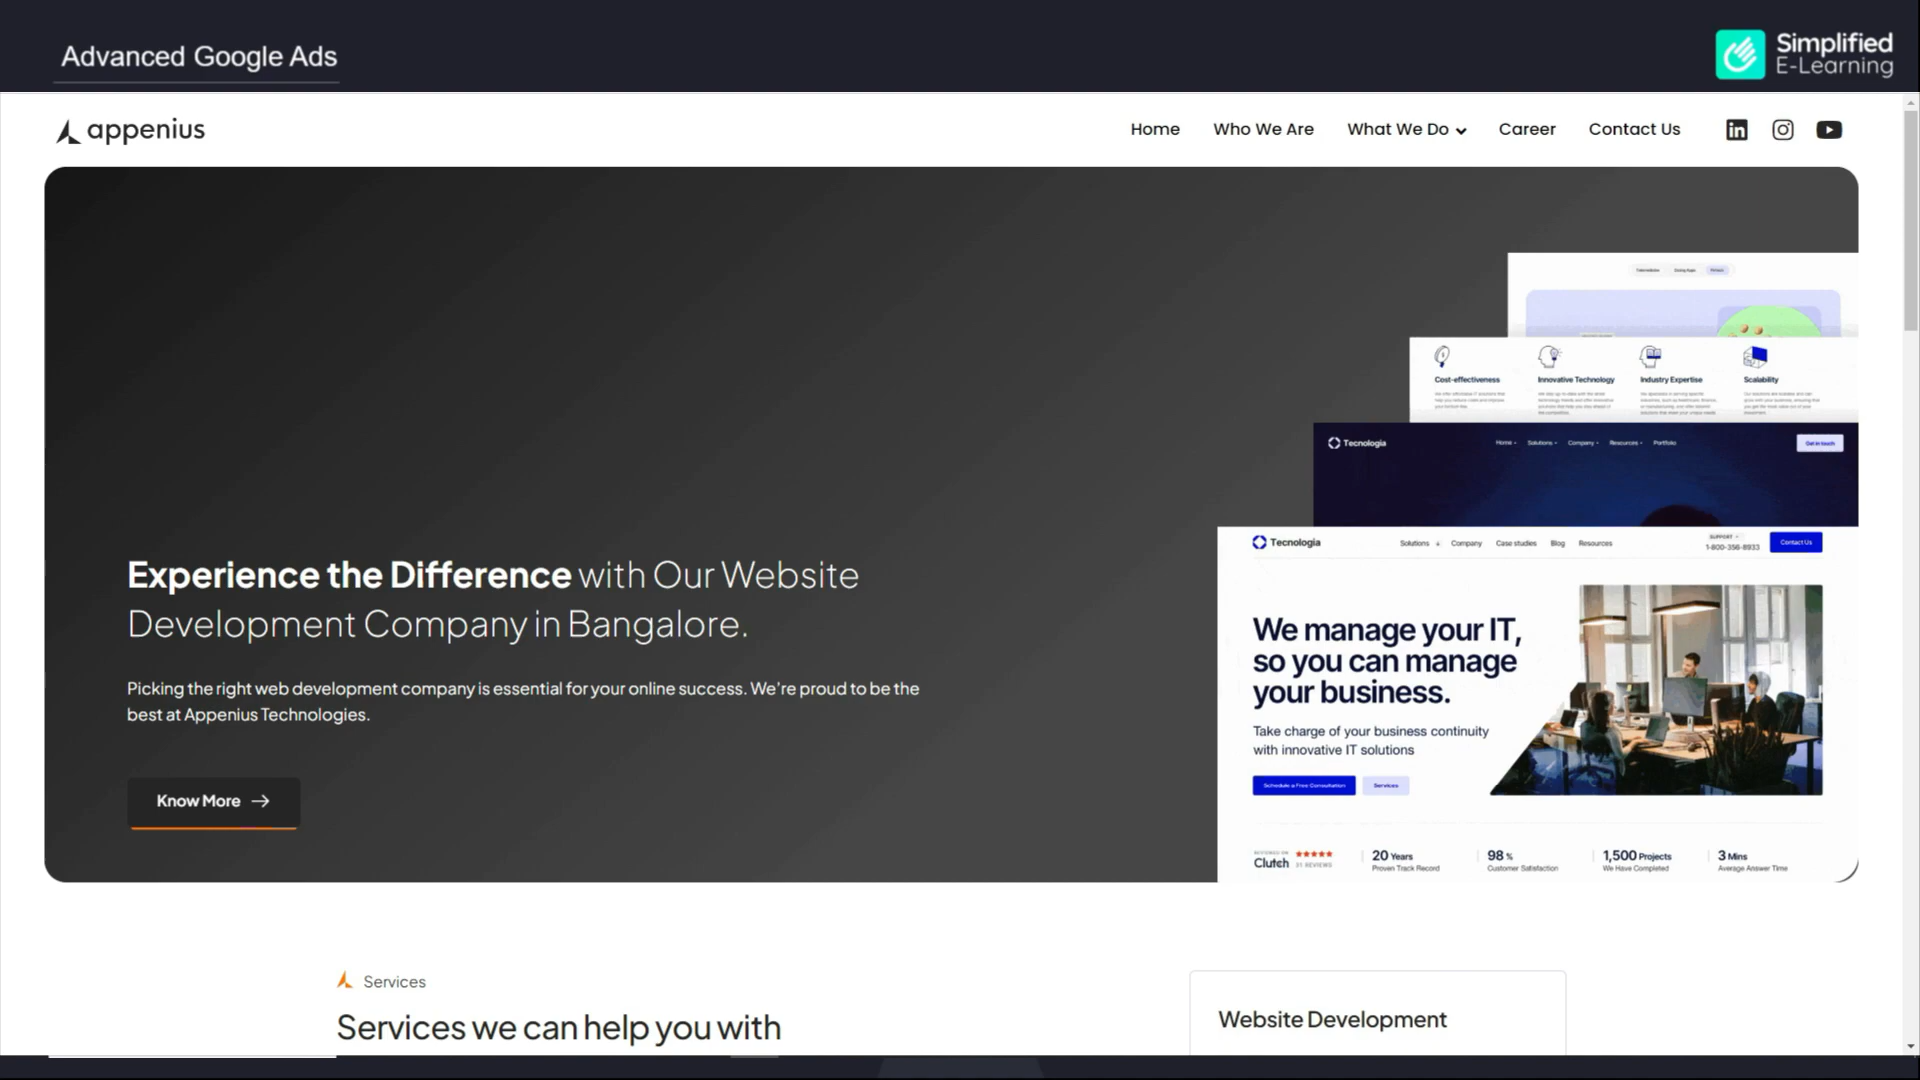 Advanced Google Ads
Simplified
E-Learning
appenius
Home Who We Are What We Do Career Contact Us
Cost-effectiveness Innovative Technology Industry Expertise Scalability
Tecnologia Home Solutions Company Resources Portfolio Get in touch
Tecnologia Solutions Company Case studies Blog Resources SUPPORT 1-800-356-8933 Contact Us
Experience the Difference with Our Website
Development Company in Bangalore.
Picking the right web development company is essential for your online success. We're proud to be the
best at Appenius Technologies.
Know More
We manage your IT,
so you can manage
your business.
Take charge of your business continuity
with innovative IT solutions
Schedule a Free Consultation Services
REVIEWED ON
Clutch 31 REVIEWS
20 Years
Proven Track Record
98 %
Customer Satisfaction
1,500 Projects
We Have Completed
3 Mins
Average Answer Time
Services
Services we can help you with
Website Development